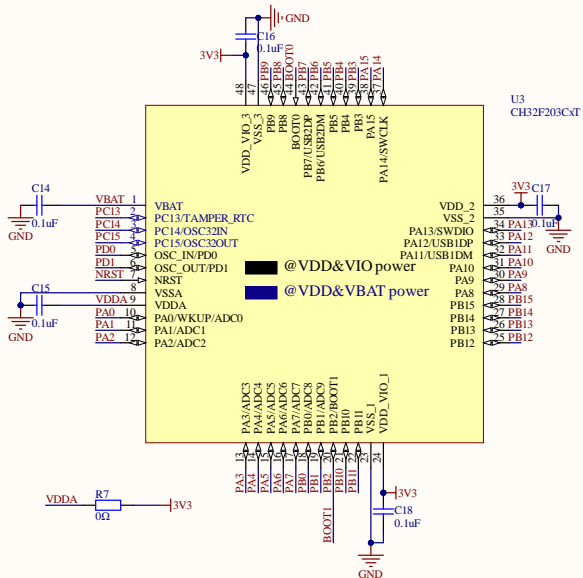 GND
C16
0.1uF
3V3
PB9
PB8
BOOT0
PB7
PB6
PB5
PB4
PB3
PA15
PA14
48
47
46
45
44
43
42
41
40
39
38
37
U3
CH32F203CxT
VDD_VIO_3
VSS_3
PB9
PB8
BOOT0
PB7/USB2DP
PB6/USB2DM
PB5
PB4
PB3
PA15
PA14/SWCLK
C14
0.1uF
GND
VBAT 1 VBAT
PC13 2 PC13/TAMPER_RTC
PC14 3 PC14/OSC32IN
PC15 4 PC15/OSC32OUT
PD0 5 OSC_IN/PD0
PD1 6 OSC_OUT/PD1
NRST 7 NRST
8 VSSA
VDDA 9 VDDA
PA0 10 PA0/WKUP/ADC0
PA1 11 PA1/ADC1
PA2 12 PA2/ADC2
C15
0.1uF
GND
@VDD&VIO power
@VDD&VBAT power
3V3
C17
0.1uF
GND
VDD_2 36
VSS_2 35
PA13/SWDIO 34 PA13
PA12/USB1DP 33 PA12
PA11/USB1DM 32 PA11
PA10 31 PA10
PA9 30 PA9
PA8 29 PA8
PB15 28 PB15
PB14 27 PB14
PB13 26 PB13
PB12 25 PB12
PA3/ADC3
PA4/ADC4
PA5/ADC5
PA6/ADC6
PA7/ADC7
PB0/ADC8
PB1/ADC9
PB2/BOOT1
PB10
PB11
VSS_1
VDD_VIO_1
13
14
15
16
17
18
19
20
21
22
23
24
PA3
PA4
PA5
PA6
PA7
PB0
PB1
PB2
PB10
PB11
BOOT1
3V3
C18
0.1uF
GND
VDDA
R7
0Ω
3V3